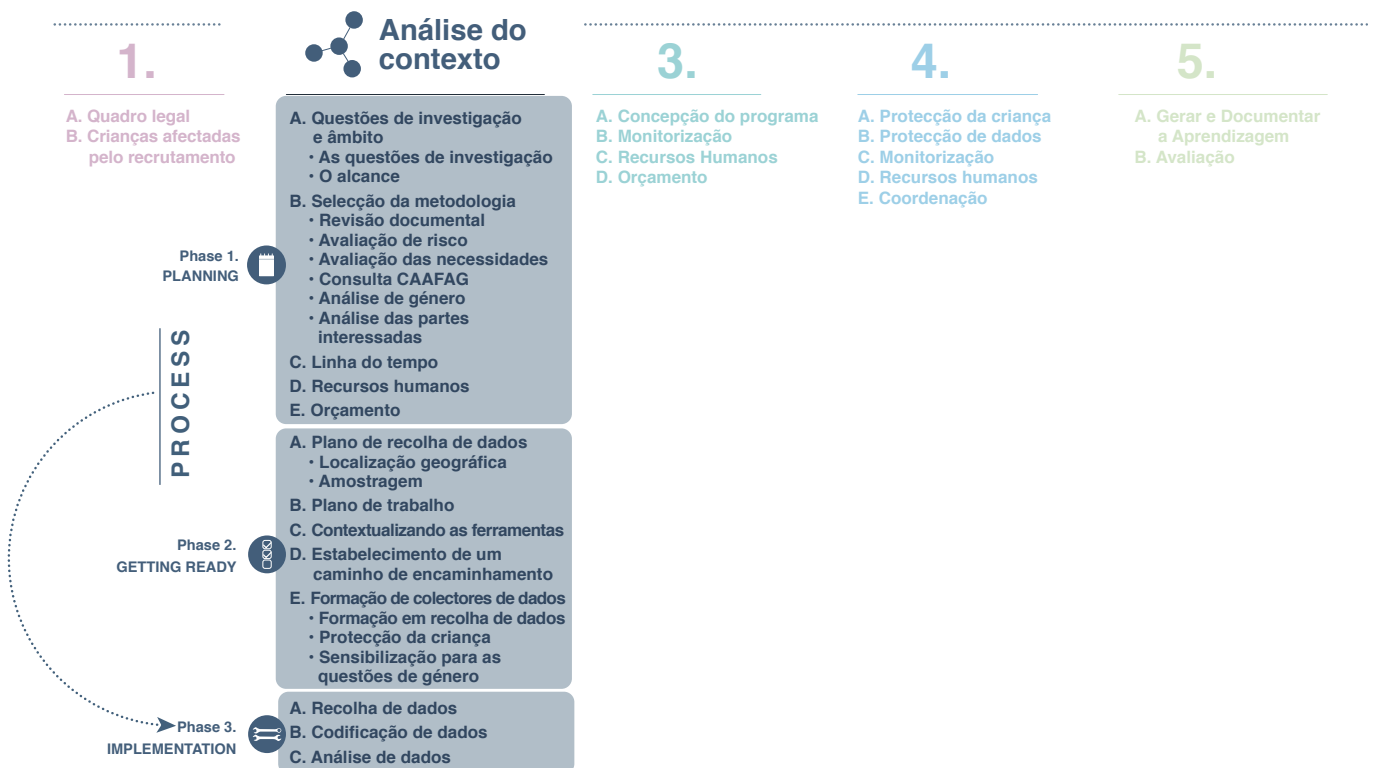 1.
A. Quadro legal
B. Crianças afectadas
pelo recrutamento
Análise do
contexto
A. Questões de investigação
e âmbito
• As questões de investigação
• O alcance
B. Selecção da metodologia
• Revisão documental
• Avaliação de risco
• Avaliação das necessidades
• Consulta CAAFAG
• Análise de género
• Análise das partes
interessadas
C. Linha do tempo
D. Recursos humanos
E. Orçamento
A. Plano de recolha de dados
• Localização geográfica
• Amostragem
B. Plano de trabalho
C. Contextualizando as ferramentas
D. Estabelecimento de um
caminho de encaminhamento
E. Formação de colectores de dados
• Formação em recolha de dados
• Protecção da criança
• Sensibilização para as
questões de género
A. Recolha de dados
B. Codificação de dados
C. Análise de dados
3.
A. Concepção do programa
B. Monitorização
C. Recursos Humanos
D. Orçamento
4.
A. Protecção da criança
B. Protecção de dados
C. Monitorização
D. Recursos humanos
E. Coordenação
5.
A. Gerar e Documentar
a Aprendizagem
B. Avaliação
Phase 1.
PLANNING
PROCESS
Phase 2.
GETTING READY
Phase 3.
IMPLEMENTATION